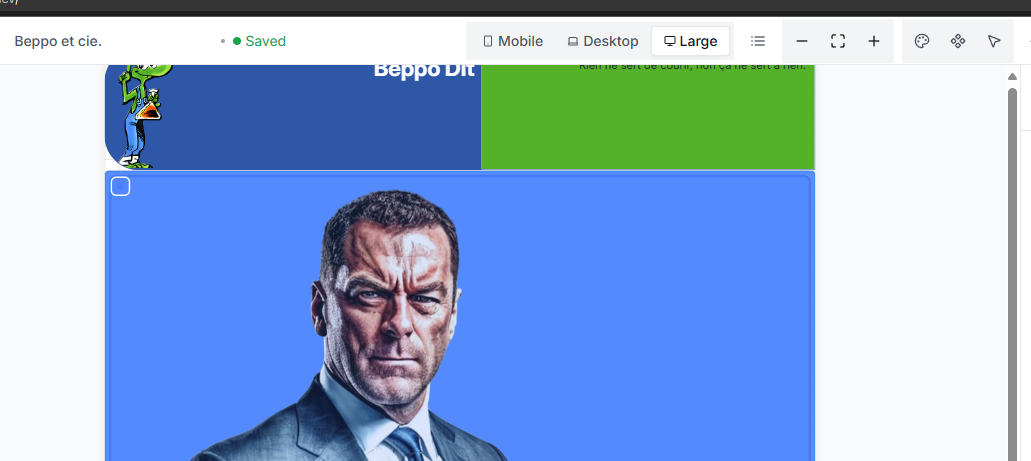 Beppo et cie.
Saved
Mobile
Desktop
Large
Beppo Dit
Rien ne sert de courir, non ça ne sert à rien.